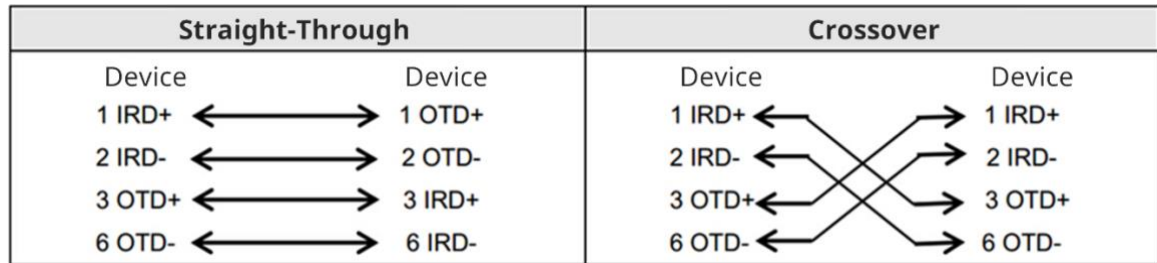 Straight-Through Crossover
Device Device Device Device
1 IRD+ 1 OTD+ 1 IRD+ 1 IRD+
2 IRD- 2 OTD- 2 IRD- 2 IRD-
3 OTD+ 3 IRD+ 3 OTD+ 3 OTD+
6 OTD- 6 IRD- 6 OTD- 6 OTD-